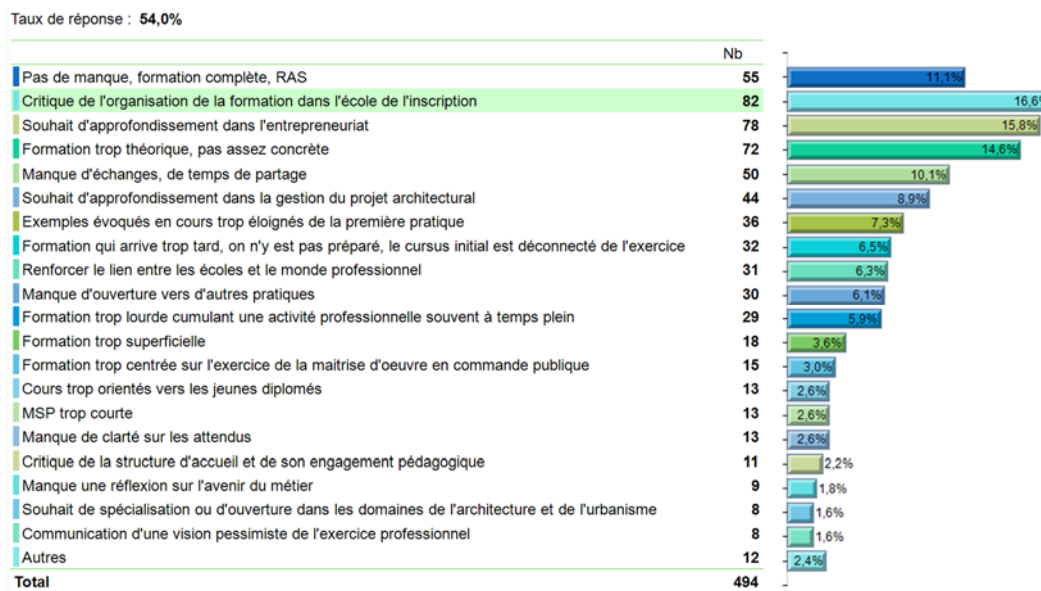 Taux de réponse : 54,0%
Nb
Pas de manque, formation complète, RAS 55 11,1%
Critique de l'organisation de la formation dans l'école de l'inscription 82 16,6%
Souhait d'approfondissement dans l'entrepreneuriat 78 15,8%
Formation trop théorique, pas assez concrète 72 14,6%
Manque d'échanges, de temps de partage 50 10,1%
Souhait d'approfondissement dans la gestion du projet architectural 44 8,9%
Exemples évoqués en cours trop éloignés de la première pratique 36 7,3%
Formation qui arrive trop tard, on n'y est pas préparé, le cursus initial est déconnecté de l'exercice 32 6,5%
Renforcer le lien entre les écoles et le monde professionnel 31 6,3%
Manque d'ouverture vers d'autres pratiques 30 6,1%
Formation trop lourde cumulant une activité professionnelle souvent à temps plein 29 5,9%
Formation trop superficielle 18 3,6%
Formation trop centrée sur l'exercice de la maitrise d'oeuvre en commande publique 15 3,0%
Cours trop orientés vers les jeunes diplomés 13 2,6%
MSP trop courte 13 2,6%
Manque de clarté sur les attendus 13 2,6%
Critique de la structure d'accueil et de son engagement pédagogique 11 2,2%
Manque une réflexion sur l'avenir du métier 9 1,8%
Souhait de spécialisation ou d'ouverture dans les domaines de l'architecture et de l'urbanisme 8 1,6%
Communication d'une vision pessimiste de l'exercice professionnel 8 1,6%
Autres 12 2,4%
Total 494